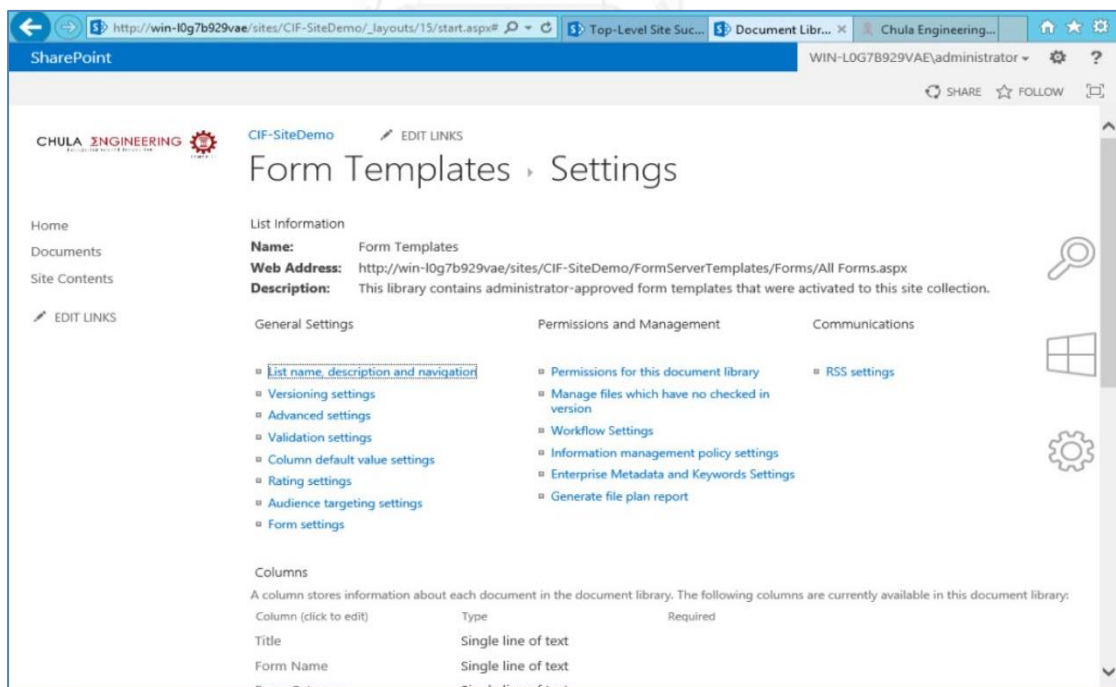 http://win-l0g7b929vae/sites/CIF-SiteDemo/_layouts/15/start.aspx#
Top-Level Site Suc...
Document Libr...
Chula Engineering...
SharePoint
WIN-L0G7B929VAE\administrator
?
SHARE
FOLLOW
CHULA ΣNGINEERING
CIF-SiteDemo
EDIT LINKS
Form Templates › Settings
Home
Documents
Site Contents
EDIT LINKS
List Information
Name: Form Templates
Web Address: http://win-l0g7b929vae/sites/CIF-SiteDemo/FormServerTemplates/Forms/All Forms.aspx
Description: This library contains administrator-approved form templates that were activated to this site collection.
General Settings
List name, description and navigation
Versioning settings
Advanced settings
Validation settings
Column default value settings
Rating settings
Audience targeting settings
Form settings
Permissions and Management
Permissions for this document library
Manage files which have no checked in
version
Workflow Settings
Information management policy settings
Enterprise Metadata and Keywords Settings
Generate file plan report
Communications
RSS settings
Columns
A column stores information about each document in the document library. The following columns are currently available in this document library:
Column (click to edit) Type Required
Title Single line of text
Form Name Single line of text